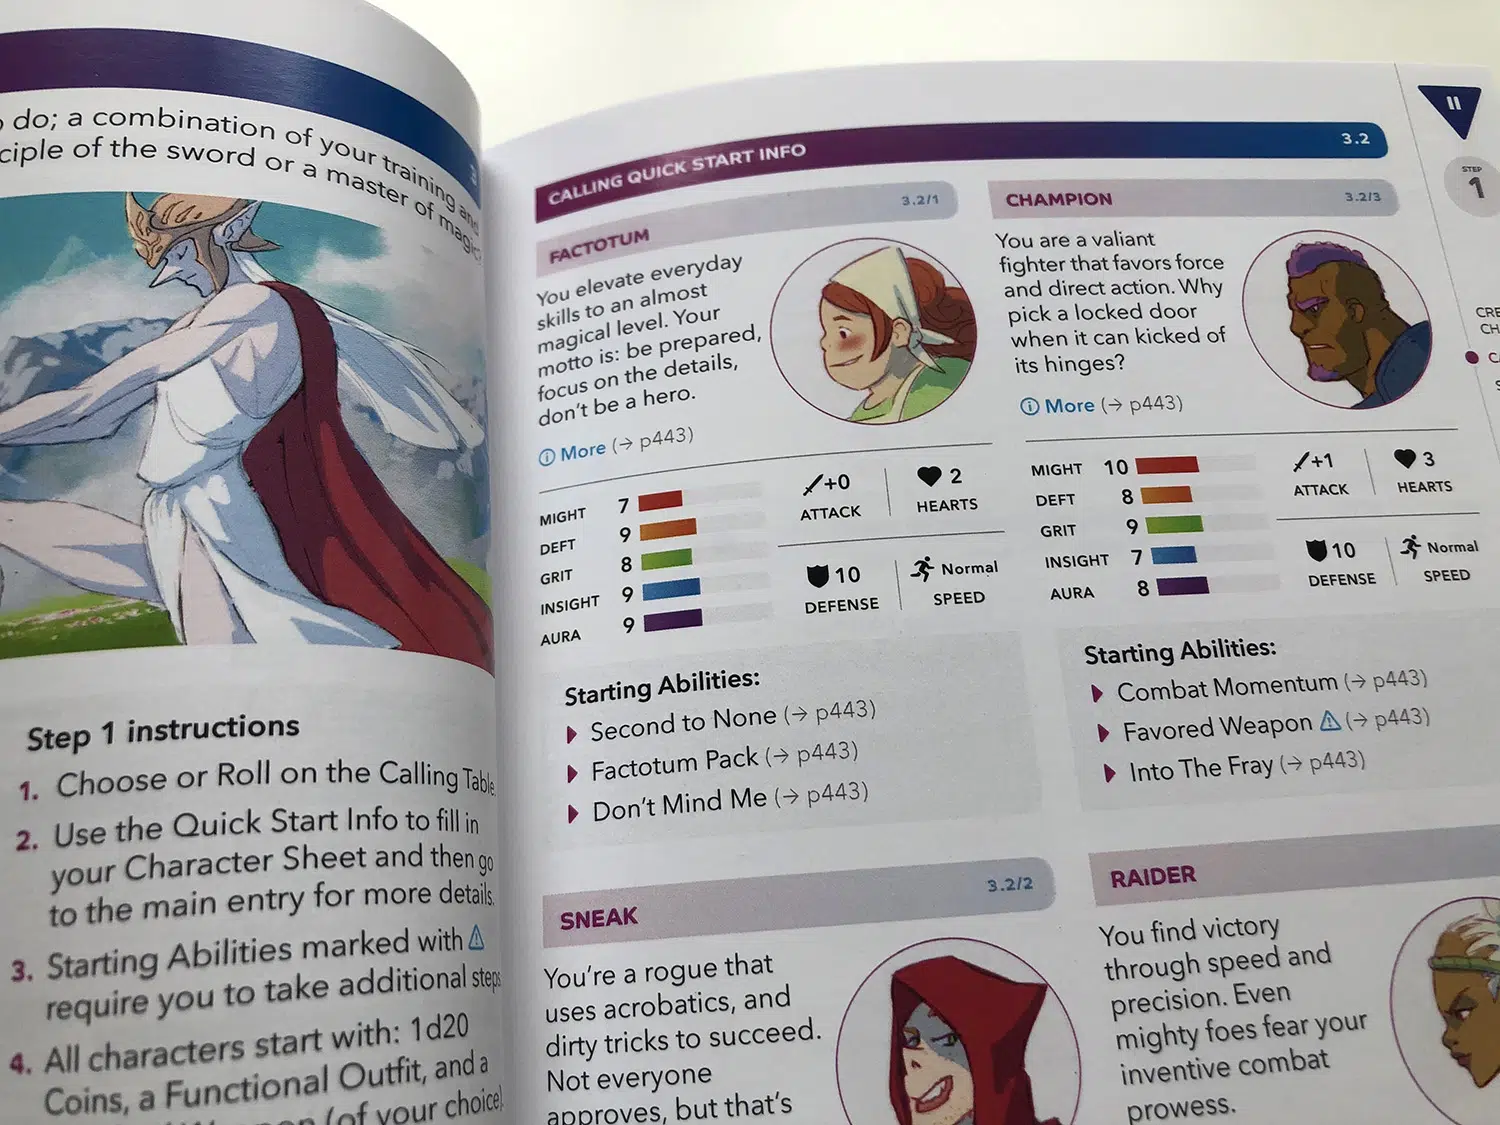 do; a combination of your training
ciple of the sword or a master of magic
Step 1 instructions
1. Choose or Roll on the Calling Table
2. Use the Quick Start Info to fill in
your Character Sheet and then go
to the main entry for more details.
3. Starting Abilities marked with ⚠
require you to take additional steps
4. All characters start with: 1d20
Coins, a Functional Outfit, and a
(of your choice)
CALLING QUICK START INFO 3.2
FACTOTUM 3.2/1
You elevate everyday
skills to an almost
magical level. Your
motto is: be prepared,
focus on the details,
don't be a hero.
ⓘ More (→ p443)
MIGHT 7
DEFT 9
GRIT 8
INSIGHT 9
AURA 9
+0
ATTACK
2
HEARTS
10
DEFENSE
Normal
SPEED
Starting Abilities:
Second to None (→ p443)
Factotum Pack (→ p443)
Don't Mind Me (→ p443)
CHAMPION 3.2/3
You are a valiant
fighter that favors force
and direct action. Why
pick a locked door
when it can kicked of
its hinges?
ⓘ More (→ p443)
MIGHT 10
DEFT 8
GRIT 9
INSIGHT 7
AURA 8
+1
ATTACK
3
HEARTS
10
DEFENSE
Normal
SPEED
Starting Abilities:
Combat Momentum (→ p443)
Favored Weapon ⚠ (→ p443)
Into The Fray (→ p443)
SNEAK 3.2/2
You're a rogue that
uses acrobatics, and
dirty tricks to succeed.
Not everyone
approves, but that's
RAIDER
You find victory
through speed and
precision. Even
mighty foes fear your
inventive combat
prowess.
II
STEP
1
CRE
CH